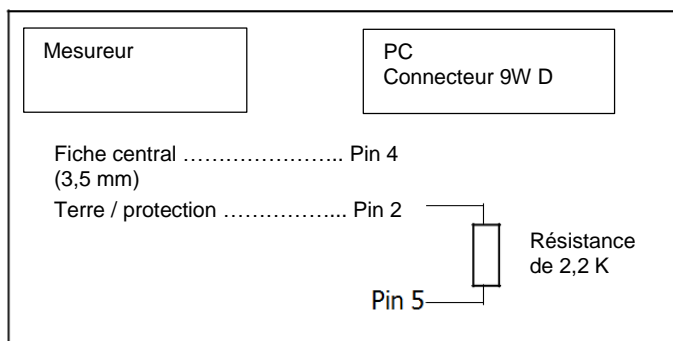 Mesureur
PC
Connecteur 9W D
Fiche central …………………... Pin 4
(3,5 mm)
Terre / protection ……………... Pin 2
Résistance
de 2,2 K
Pin 5